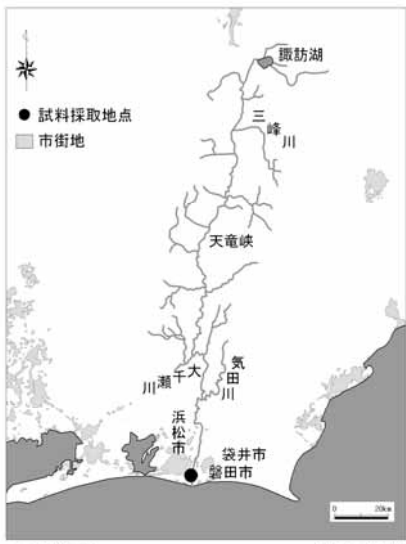 諏訪湖
● 試料採取地点
市街地
三峰川
天竜峡
気田川
大千瀬川
浜松市
袋井市
磐田市
0 20km